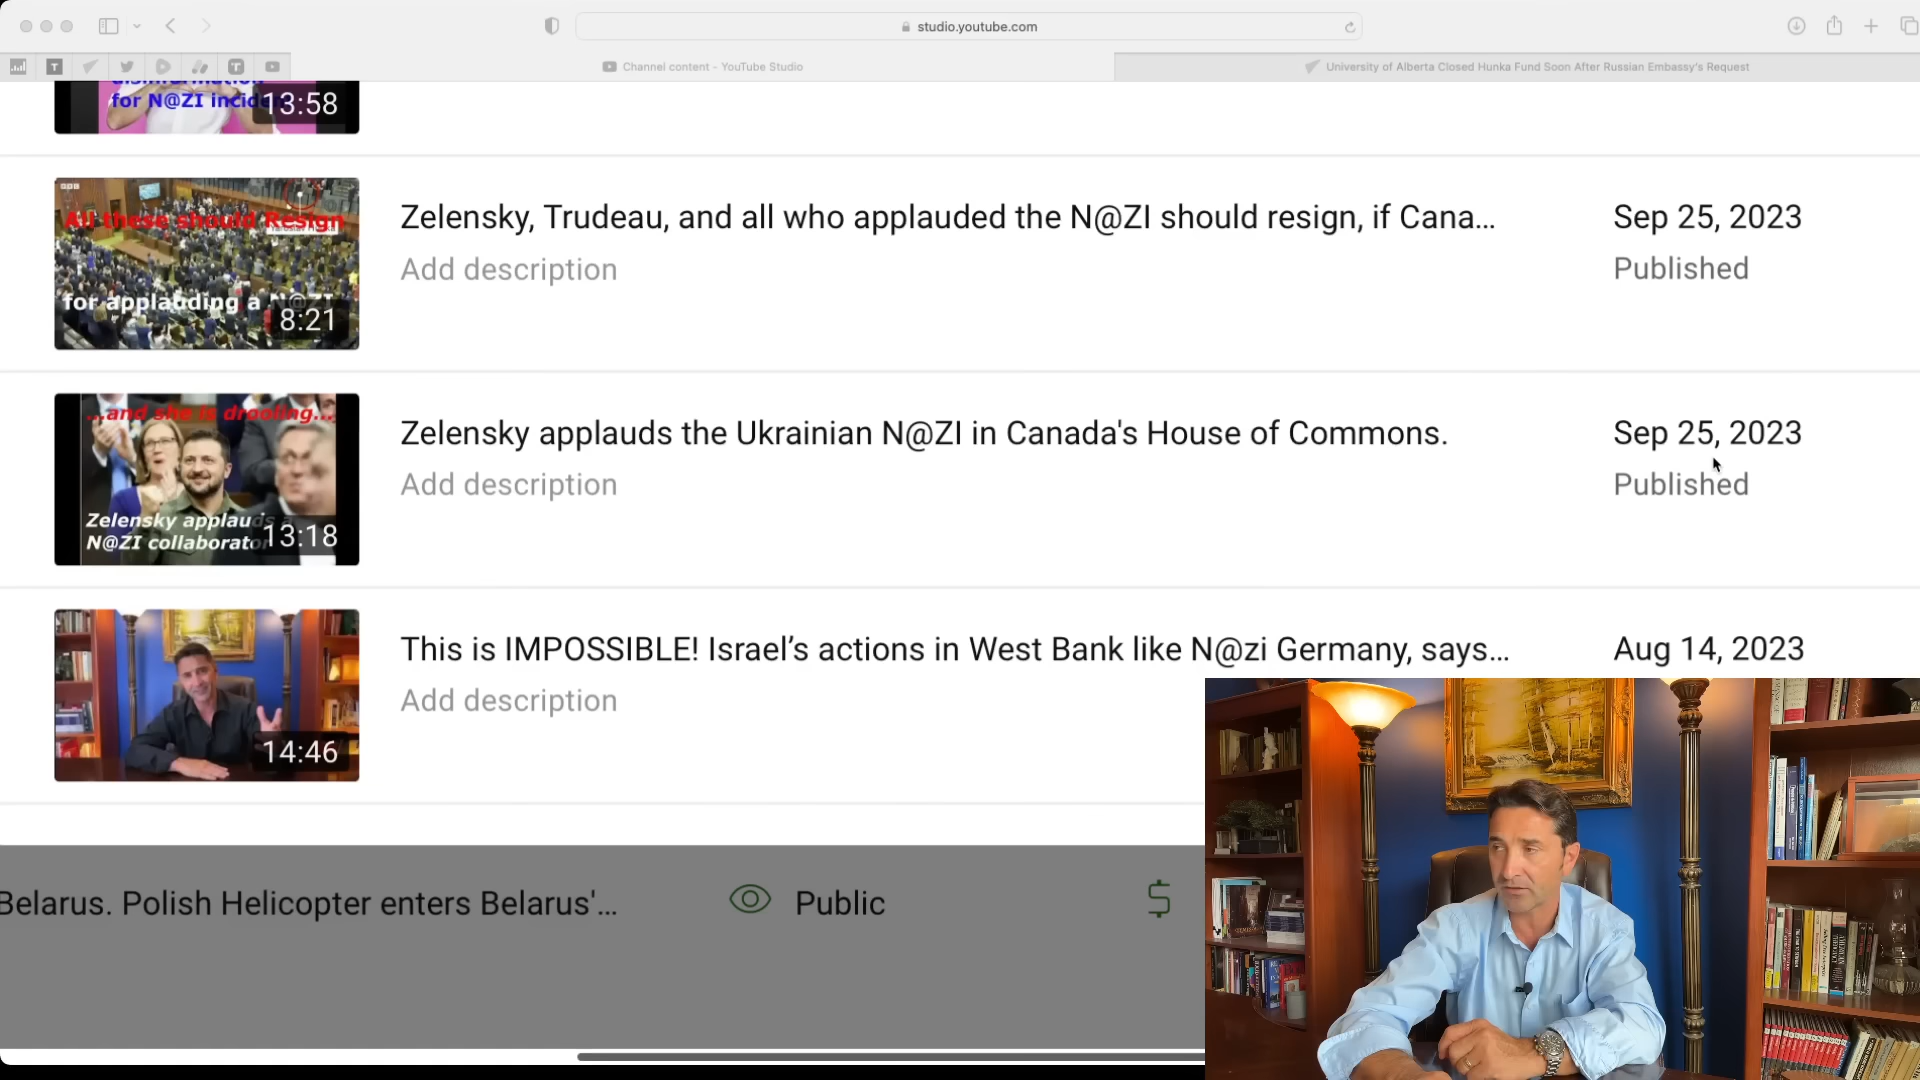 studio.youtube.com
Channel content - YouTube Studio
University of Alberta Closed Hunka Fund Soon After Russian Embassy's Request
for N@ZI
13:58
BBC
All these should Resign
for applauding a N@ZI
8:21
Zelensky, Trudeau, and all who applauded the N@ZI should resign, if Cana...
Add description
Sep 25, 2023
Published
...and she is drooling...
Zelensky applauds
N@ZI
13:18
Zelensky applauds the Ukrainian N@ZI in Canada's House of Commons.
Add description
Sep 25, 2023
Published
14:46
This is IMPOSSIBLE! Israel’s actions in West Bank like N@zi Germany, says...
Add description
Aug 14, 2023
Belarus. Polish Helicopter enters Belarus'...
Public